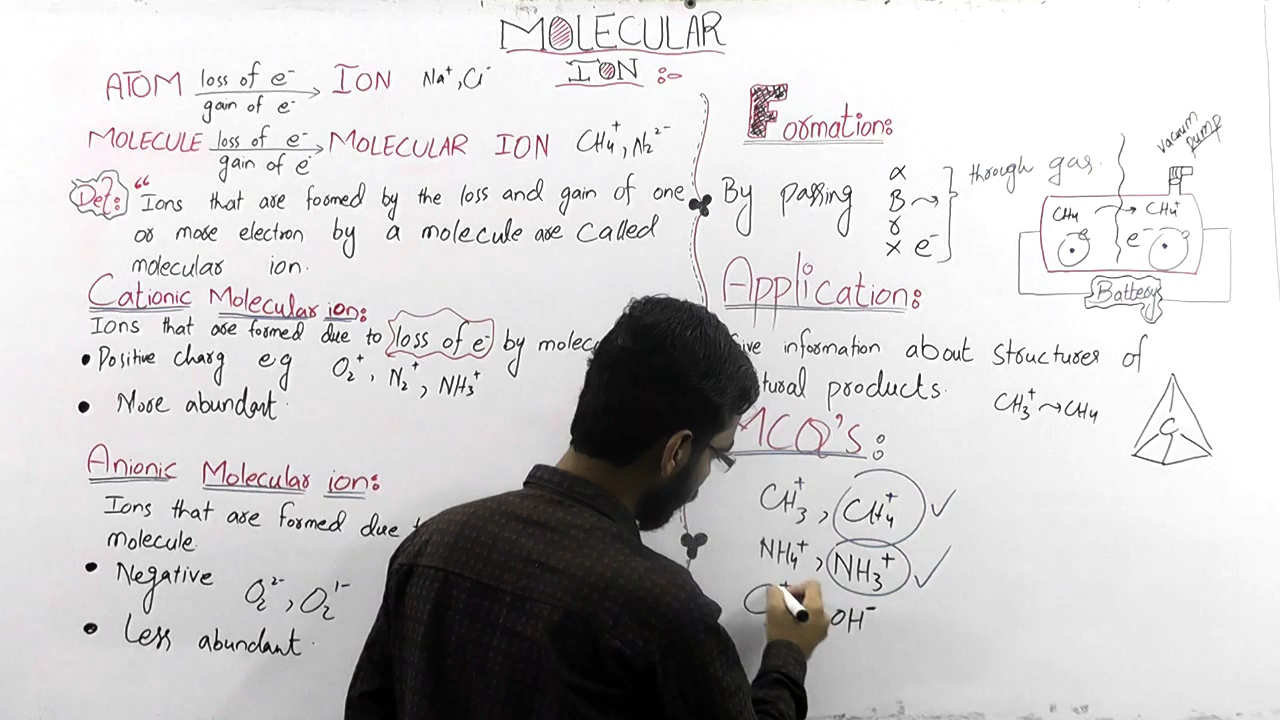 MOLECULAR
ION :-
ATOM loss of e⁻ / gain of e⁻ → ION Na⁺, Cl⁻
MOLECULE loss of e⁻ / gain of e⁻ → MOLECULAR ION CH₄⁺, N₂²⁻
Def: "Ions that are formed by the loss and gain of one
or more electron by a molecule are called
molecular ion.
Cationic Molecular ion:
Ions that are formed due to loss of e⁻ by
• Positive charg e g O₂⁺, N₂⁺, NH₃⁺
• More abundant.
Anionic Molecular ion:
Ions that are formed due
molecule
• Negative O₂²⁻, O₂¹⁻
• Less abundant.
Formation:
By passing α B → γ x e⁻ } through gas.
vacuum pump
CH₄ → CH₄⁺
e⁻ e⁻
Battery
Application:
information about structures of
products. CH₃⁺ → CH₄
C
MCQ'S :
CH₃⁺, CH₄⁺ ✓
NH₄⁺, NH₃⁺ ✓
OH⁻